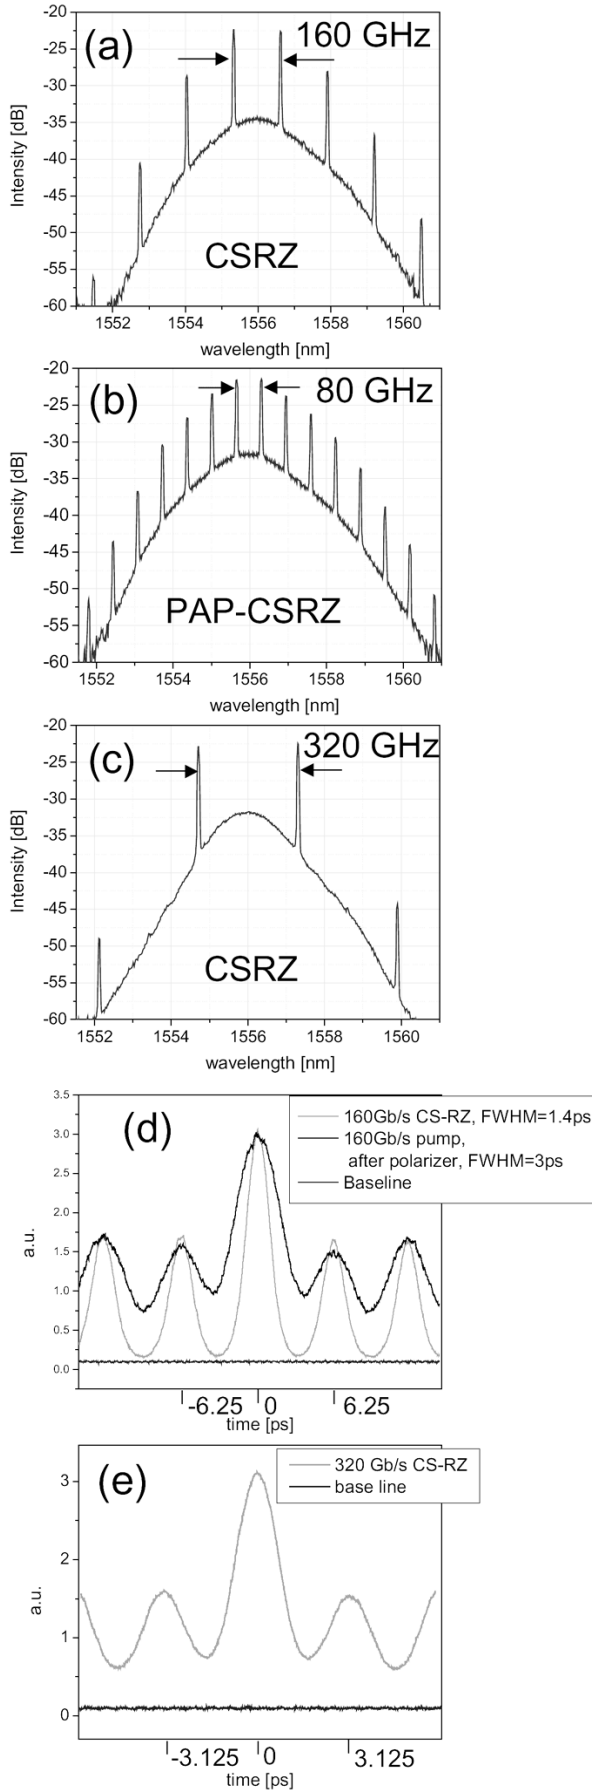 (a)
160 GHz
Intensity [dB]
-20
-25
-30
-35
-40
-45
-50
-55
-60
CSRZ
1552
1554
1556
1558
1560
wavelength [nm]
(b)
80 GHz
Intensity [dB]
-20
-25
-30
-35
-40
-45
-50
-55
-60
PAP-CSRZ
1552
1554
1556
1558
1560
wavelength [nm]
(c)
320 GHz
Intensity [dB]
-20
-25
-30
-35
-40
-45
-50
-55
-60
CSRZ
1552
1554
1556
1558
1560
wavelength [nm]
(d)
160Gb/s CS-RZ, FWHM=1.4ps
160Gb/s pump,
after polarizer, FWHM=3ps
Baseline
a.u.
3.5
3.0
2.5
2.0
1.5
1.0
0.5
0.0
-6.25
0
6.25
time [ps]
(e)
320 Gb/s CS-RZ
base line
a.u.
3
2
1
0
-3.125
0
3.125
time [ps]